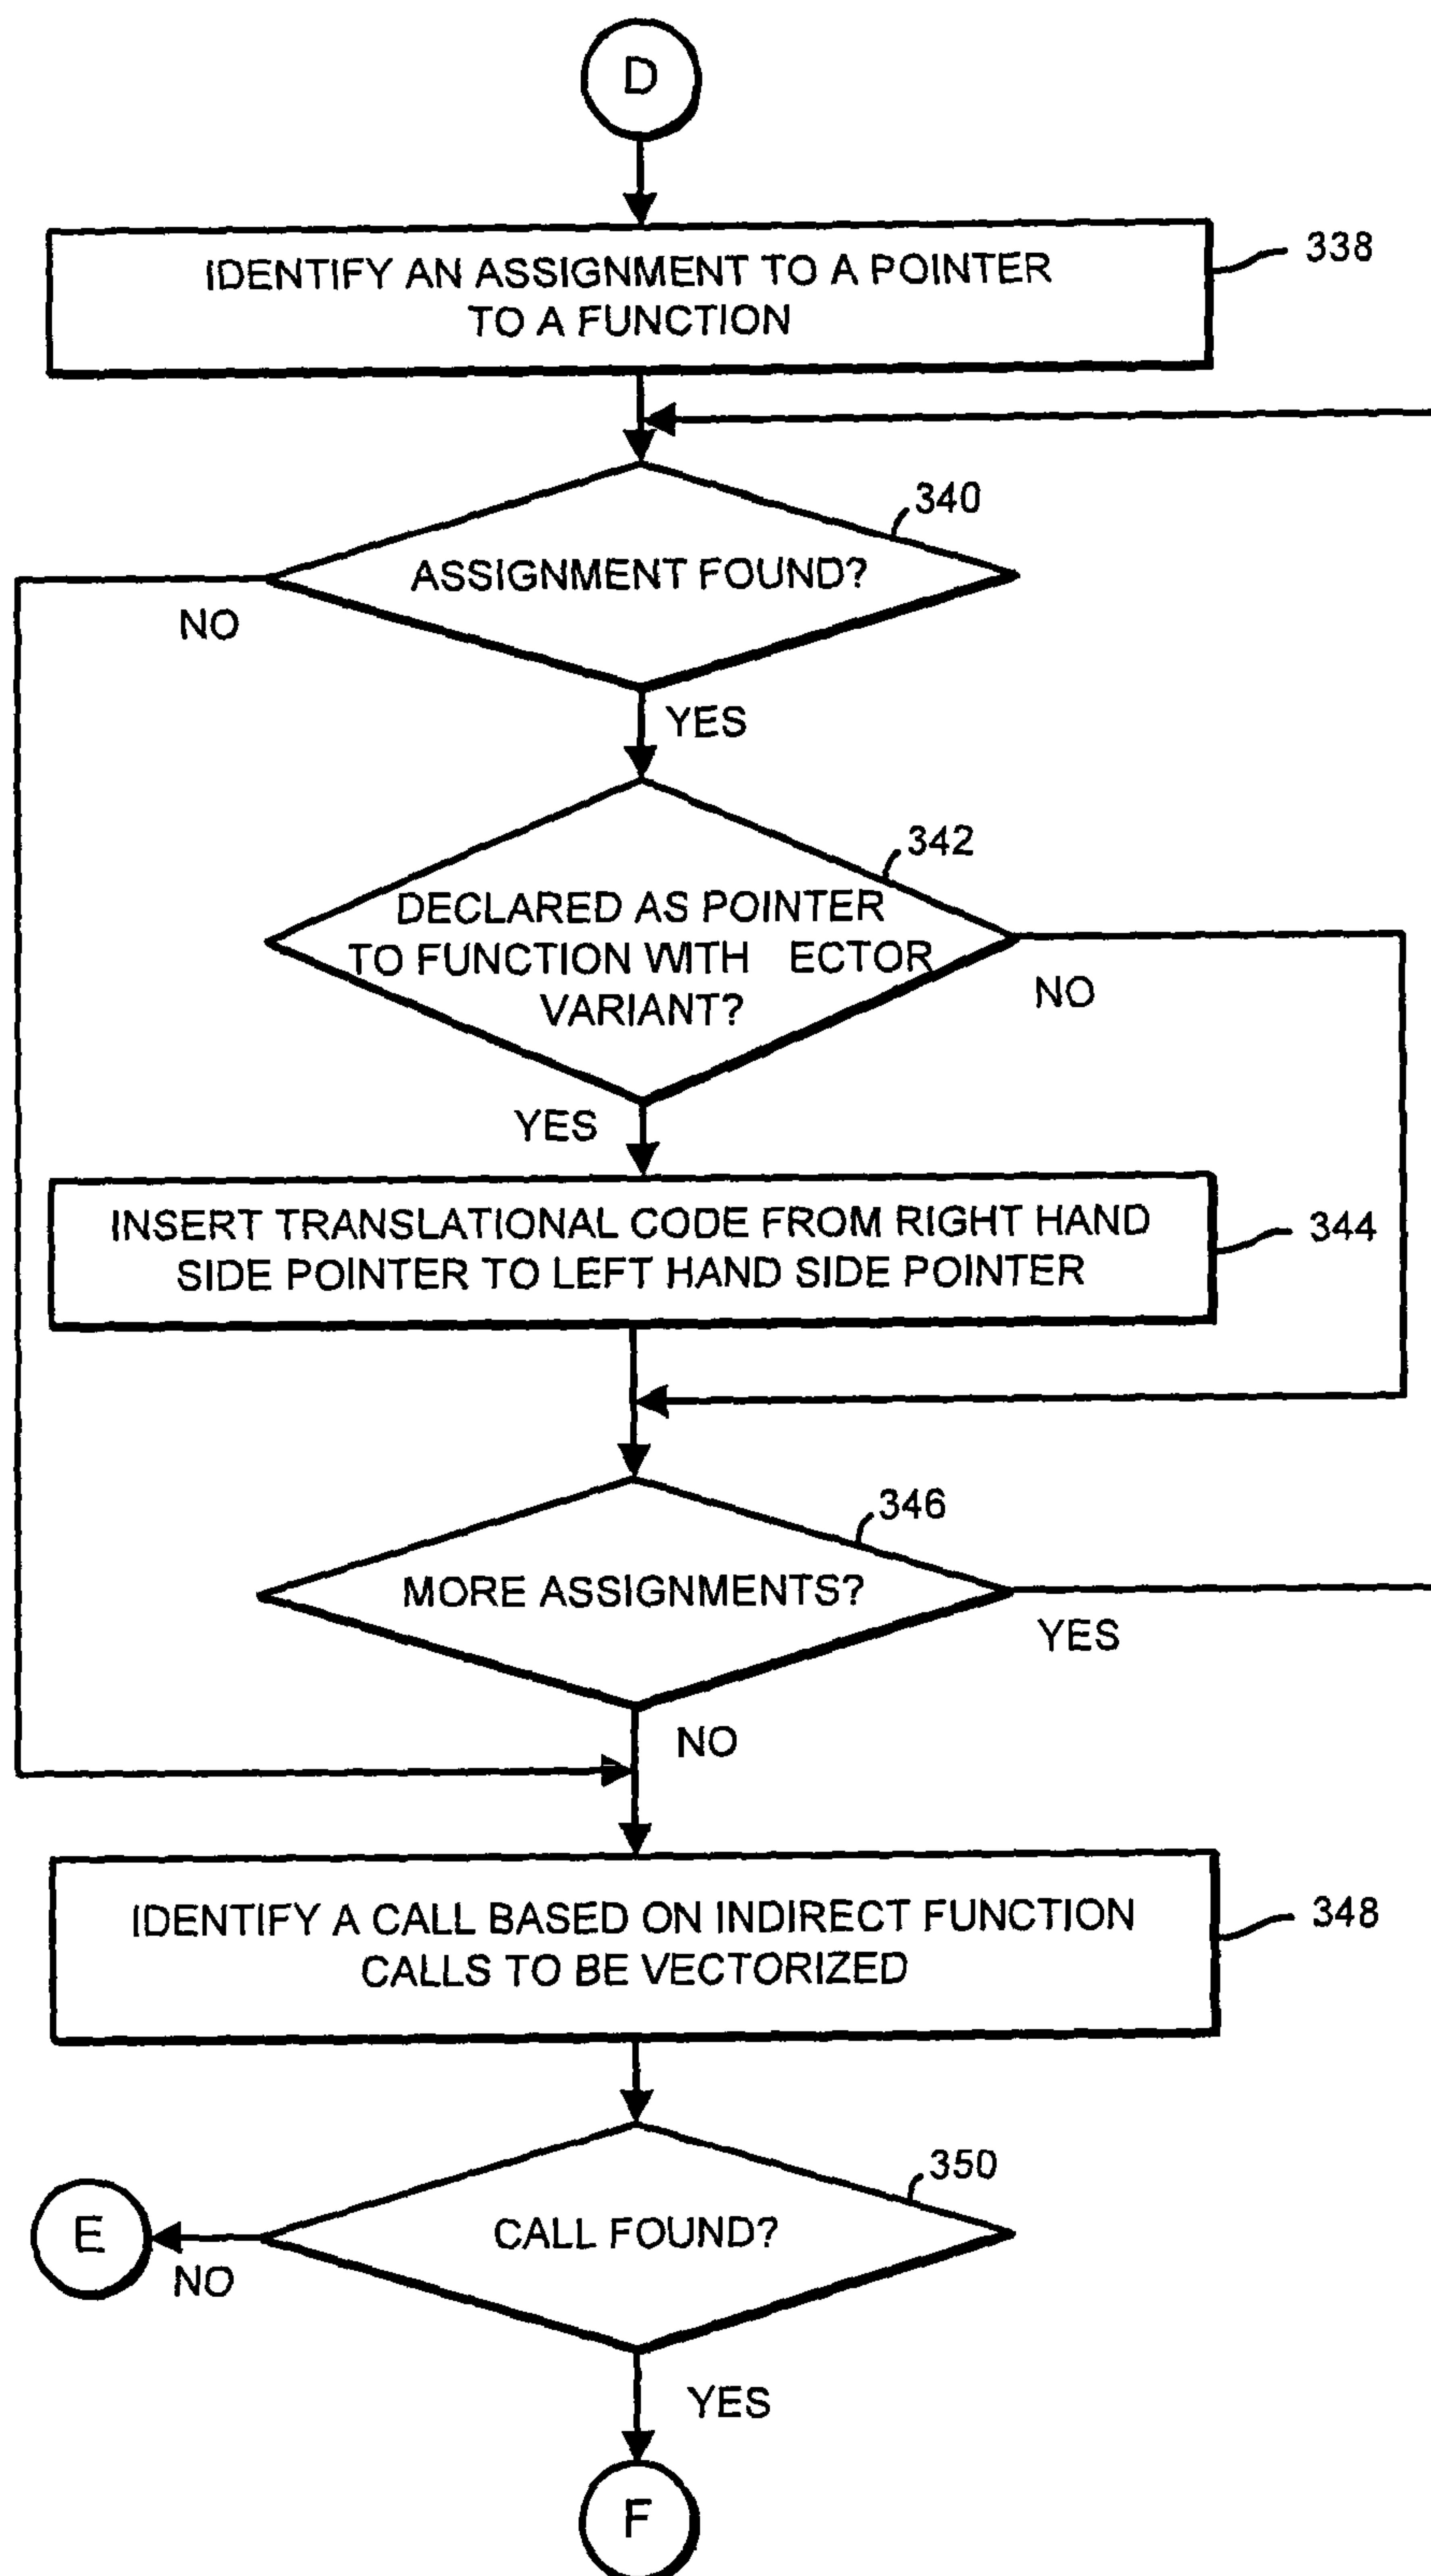 D
IDENTIFY AN ASSIGNMENT TO A POINTER
TO A FUNCTION
338
340
ASSIGNMENT FOUND?
NO
YES
342
DECLARED AS POINTER
TO FUNCTION WITH ECTOR
VARIANT?
NO
YES
INSERT TRANSLATIONAL CODE FROM RIGHT HAND
SIDE POINTER TO LEFT HAND SIDE POINTER
344
346
MORE ASSIGNMENTS?
YES
NO
IDENTIFY A CALL BASED ON INDIRECT FUNCTION
CALLS TO BE VECTORIZED
348
350
CALL FOUND?
E
NO
YES
F